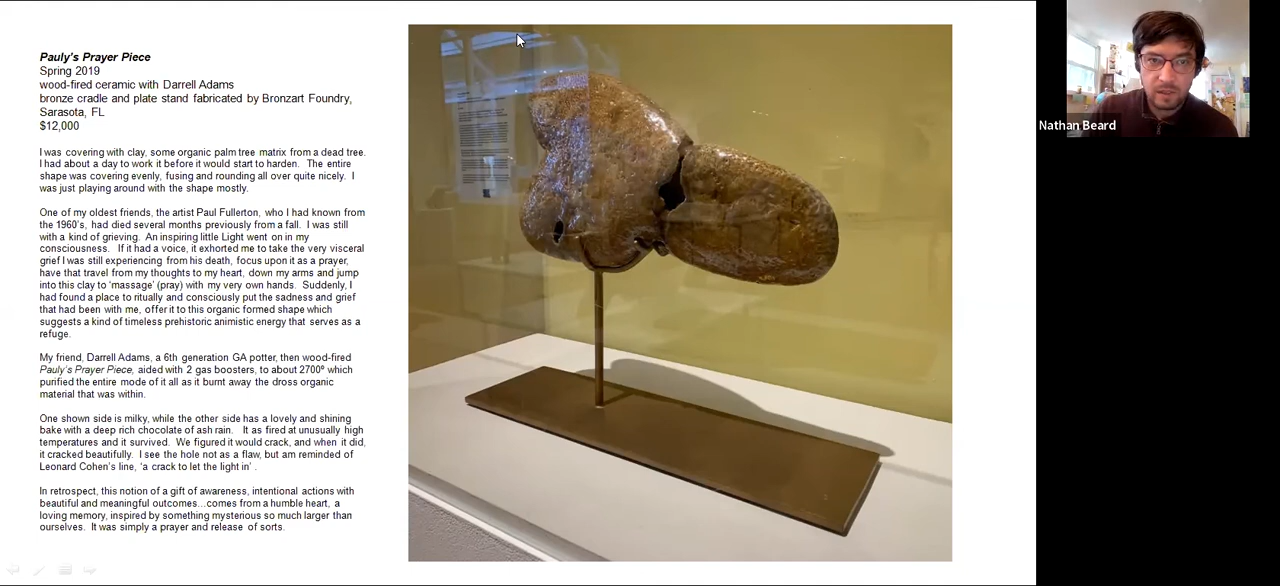 Pauly's Prayer Piece
Spring 2019
wood-fired ceramic with Darrell Adams
bronze cradle and plate stand fabricated by Bronzart Foundry,
Sarasota, FL
$12,000
I was covering with clay, some organic palm tree matrix from a dead tree.
I had about a day to work it before it would start to harden.  The entire
shape was covering evenly, fusing and rounding all over quite nicely.  I
was just playing around with the shape mostly.
One of my oldest friends, the artist Paul Fullerton, who I had known from
the 1960's, had died several months previously from a fall.  I was still
with a kind of grieving.  An inspiring little Light went on in my
consciousness.   If it had a voice, it exhorted me to take the very visceral
grief I was still experiencing from his death, focus upon it as a prayer,
have that travel from my thoughts to my heart, down my arms and jump
into this clay to 'massage' (pray) with my very own hands.  Suddenly, I
had found a place to ritually and consciously put the sadness and grief
that had been with me, offer it to this organic formed shape which
suggests a kind of timeless prehistoric animistic energy that serves as a
refuge.
My friend, Darrell Adams, a 6th generation GA potter, then wood-fired
Pauly's Prayer Piece, aided with 2 gas boosters, to about 2700º which
purified the entire mode of it all as it burnt away the dross organic
material that was within.
One shown side is milky, while the other side has a lovely and shining
bake with a deep rich chocolate of ash rain.   It as fired at unusually high
temperatures and it survived.  We figured it would crack, and when it did,
it cracked beautifully.  I see the hole not as a flaw, but am reminded of
Leonard Cohen's line, 'a crack to let the light in' .
In retrospect, this notion of a gift of awareness, intentional actions with
beautiful and meaningful outcomes...comes from a humble heart, a
loving memory, inspired by something mysterious so much larger than
ourselves.  It was simply a prayer and release of sorts.
Nathan Beard